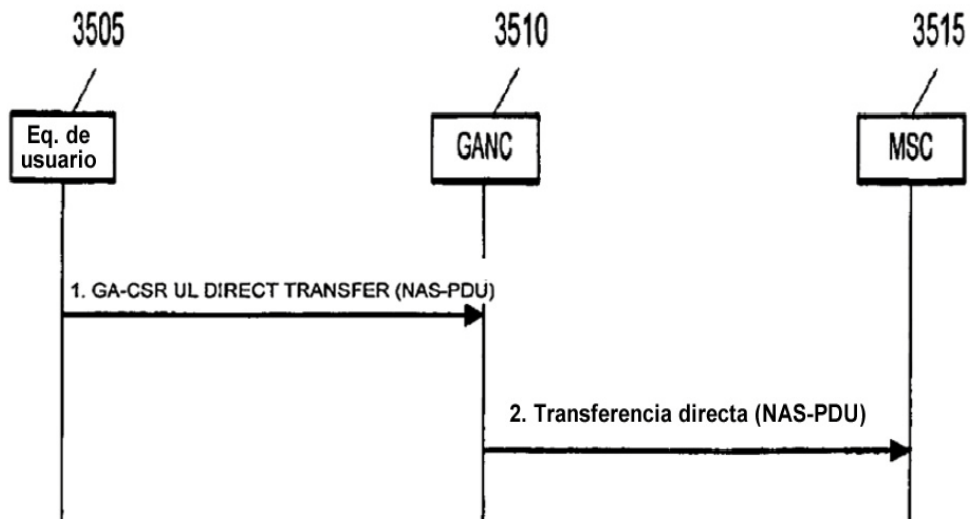 3505 3510 3515
Eq. de
usuario
GANC
MSC
1. GA-CSR UL DIRECT TRANSFER (NAS-PDU)
2. Transferencia directa (NAS-PDU)